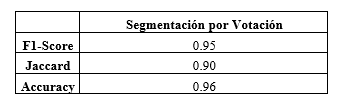 Segmentación por Votación
F1-Score 0.95
Jaccard 0.90
Accuracy 0.96